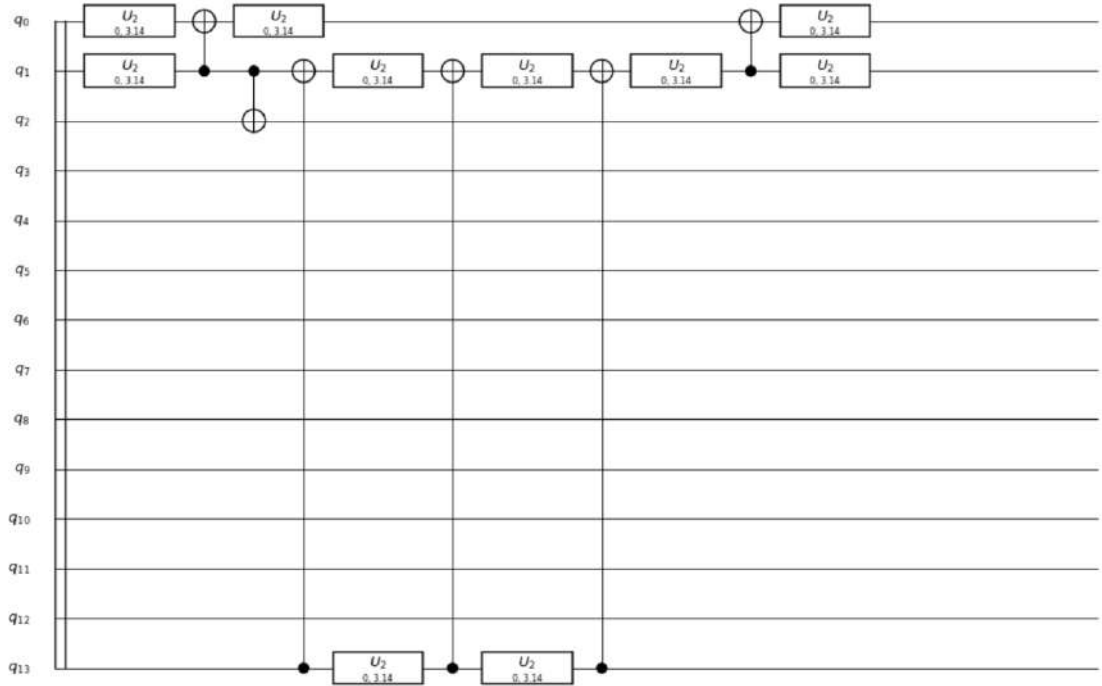 q0 U2 U2 U2
0, 3.14 0, 3.14 0, 3.14
q1 U2 U2 U2 U2 U2
0, 3.14 0, 3.14 0, 3.14 0, 3.14 0, 3.14
q2
q3
q4
q5
q6
q7
q8
q9
q10
q11
q12
q13 U2 U2
0, 3.14 0, 3.14